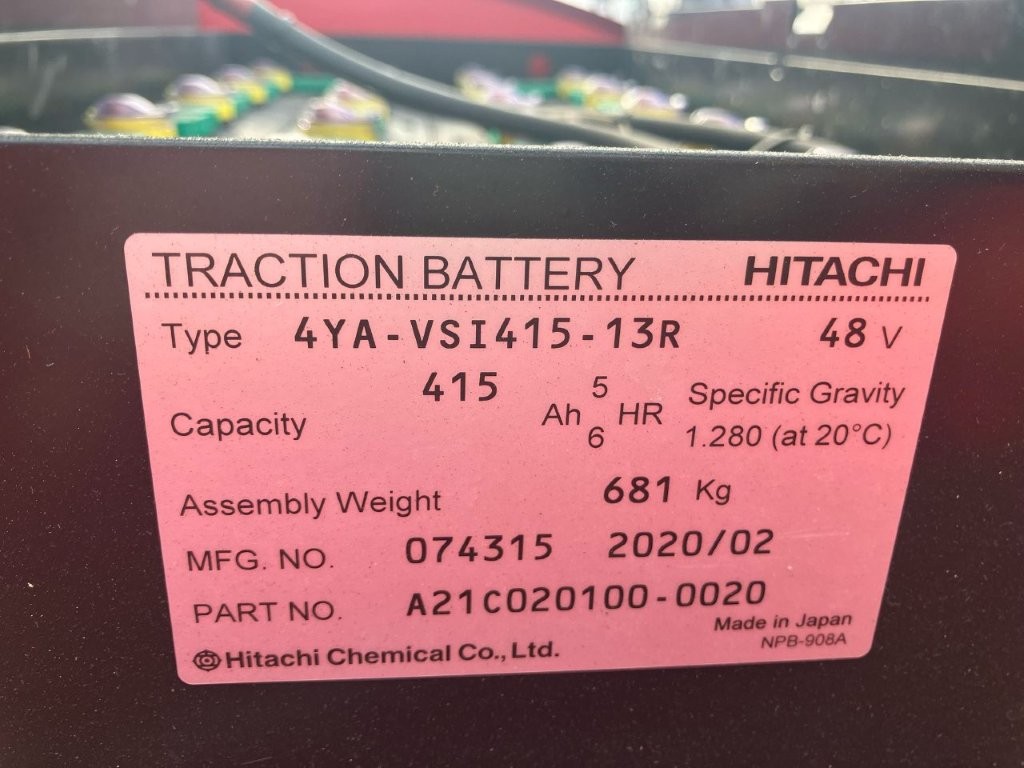 TRACTION BATTERY HITACHI
Type 4YA-VSI415-13R 48 V
415 5
Capacity Ah HR Specific Gravity
6 1.280 (at 20°C)
Assembly Weight 681 Kg
MFG. NO. 074315 2020/02
PART NO. A21C020100-0020
Made in Japan
Hitachi Chemical Co., Ltd. NPB-908A